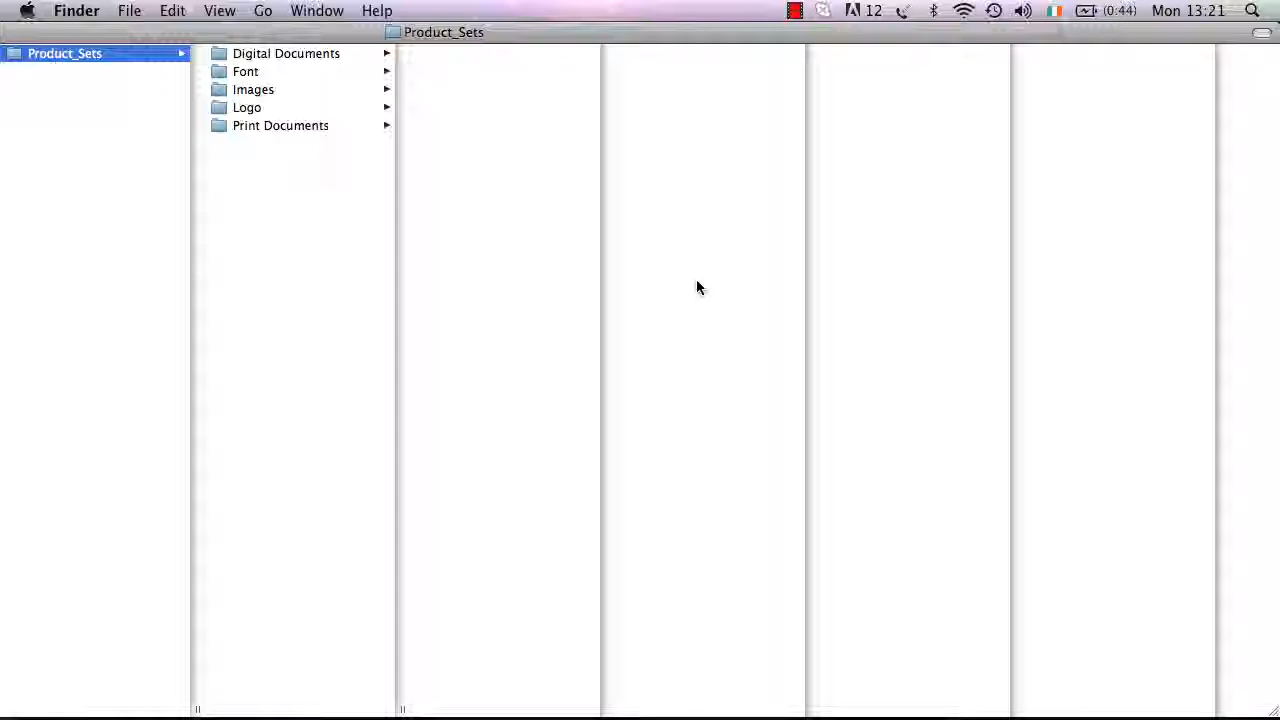 Finder File Edit View Go Window Help 12 (0:44) Mon 13:21
Product_Sets
Product_Sets
Digital Documents
Font
Images
Logo
Print Documents